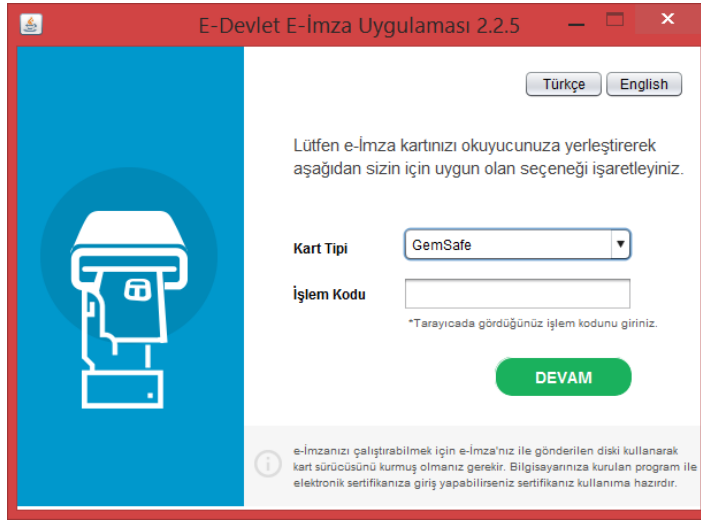 E-Devlet E-İmza Uygulaması 2.2.5
Türkçe English
Lütfen e-İmza kartınızı okuyucunuza yerleştirerek
aşağıdan sizin için uygun olan seçeneği işaretleyiniz.
Kart Tipi GemSafe
İşlem Kodu
*Tarayıcada gördüğünüz işlem kodunu giriniz.
DEVAM
e-İmzanızı çalıştırabilmek için e-İmza'nız ile gönderilen diski kullanarak
kart sürücüsünü kurmuş olmanız gerekir. Bilgisayarınıza kurulan program ile
elektronik sertifikanıza giriş yapabilirseniz sertifikanız kullanıma hazırdır.